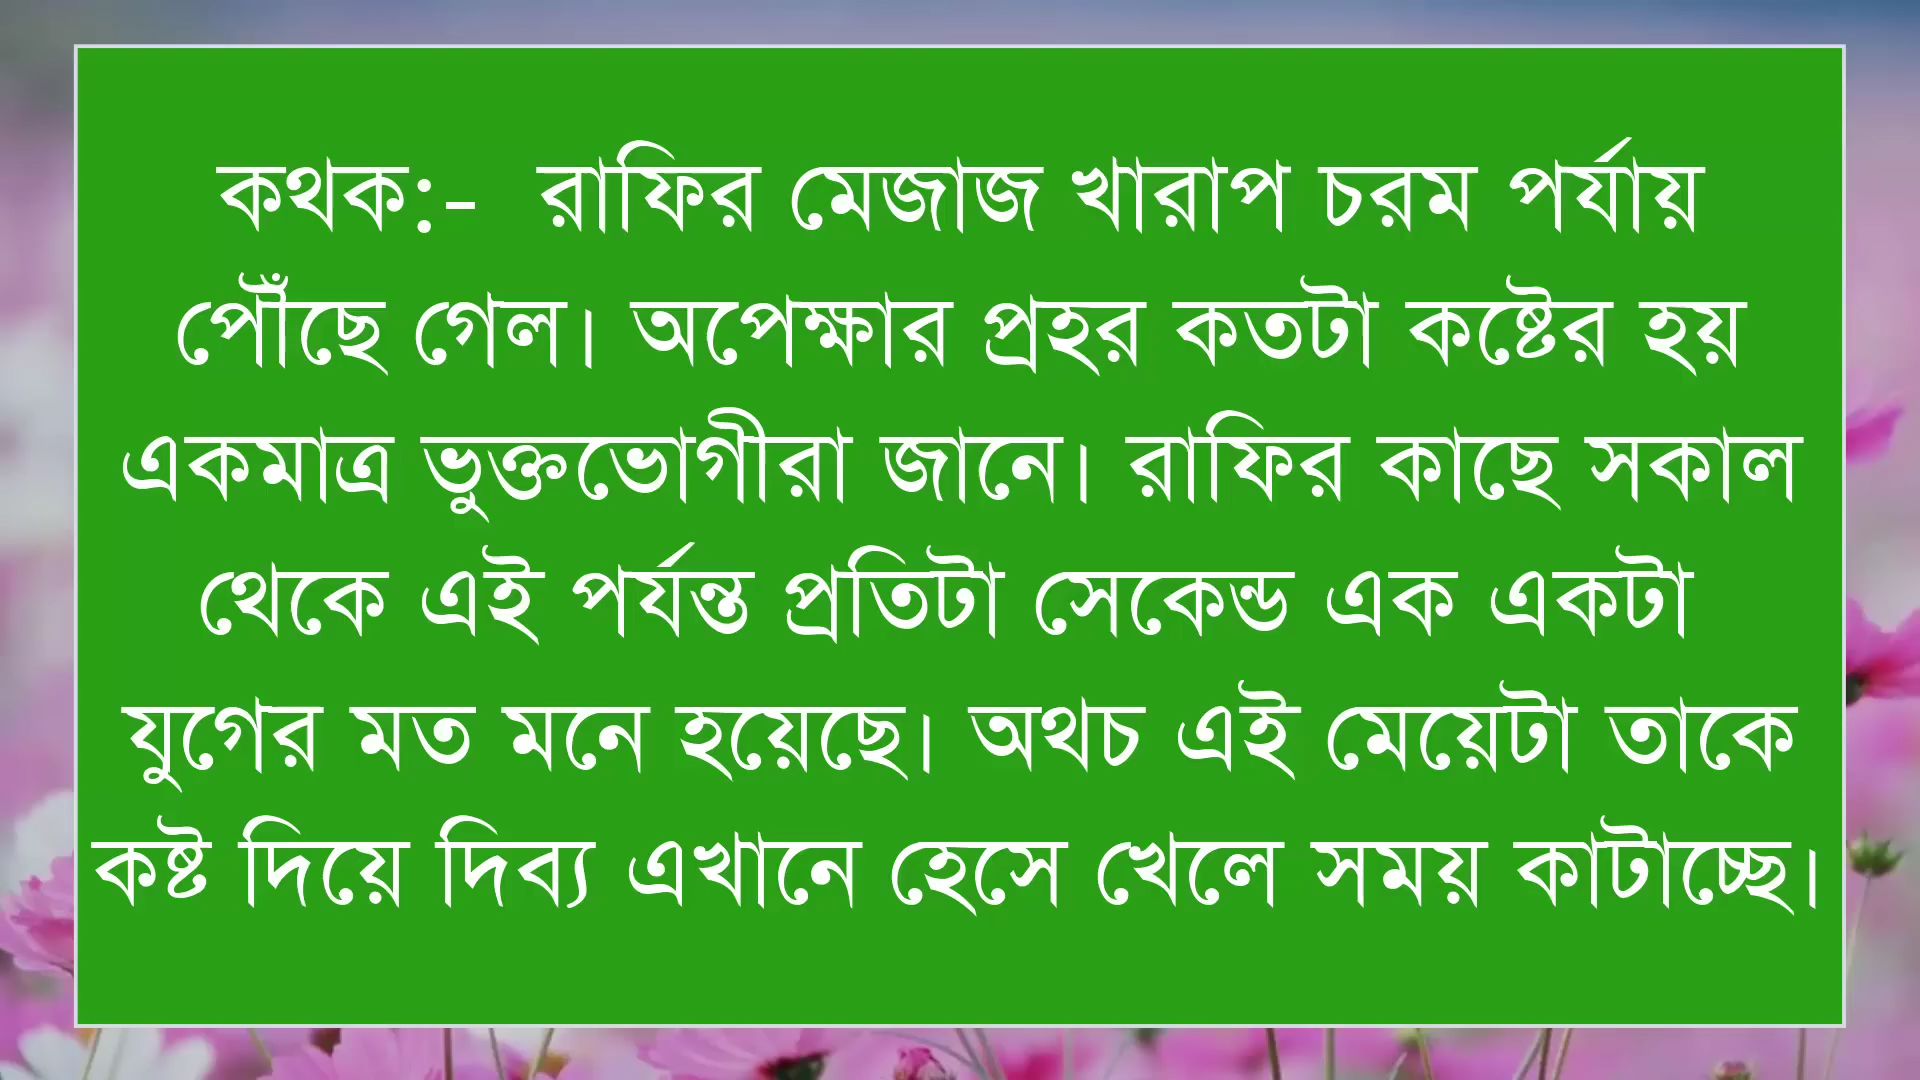 কথক:- রাফির মেজাজ খারাপ চরম পর্যায়
পৌঁছে গেল। অপেক্ষার প্রহর কতটা কষ্টের হয়
একমাত্র ভুক্তভোগীরা জানে। রাফির কাছে সকাল
থেকে এই পর্যন্ত প্রতিটা সেকেন্ড এক একটা
যুগের মত মনে হয়েছে। অথচ এই মেয়েটা তাকে
কষ্ট দিয়ে দিব্য এখানে হেসে খেলে সময় কাটাচ্ছে।